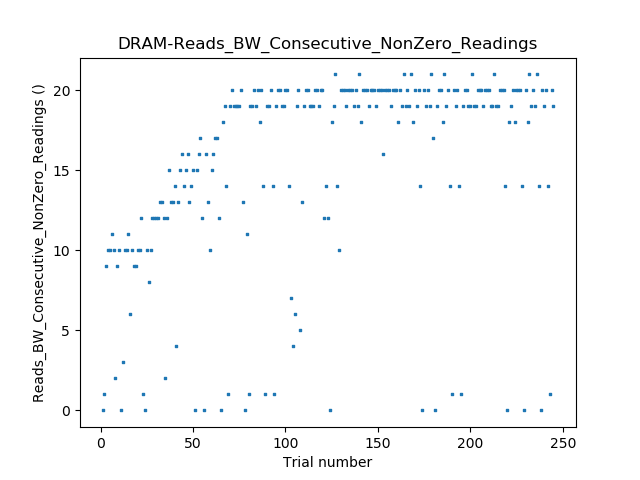 DRAM-Reads_BW_Consecutive_NonZero_Readings
Reads_BW_Consecutive_NonZero_Readings ()
20
15
10
5
0
0 50 100 150 200 250
Trial number